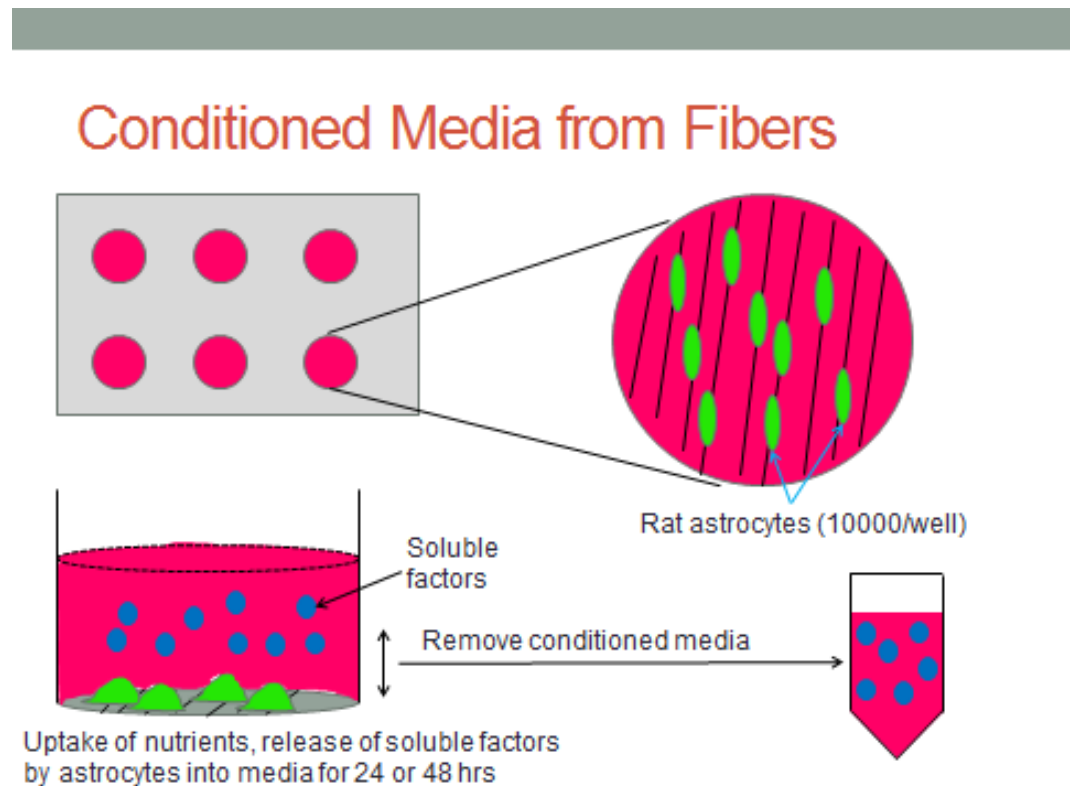 Conditioned Media from Fibers
Rat astrocytes (10000/well)
Soluble
factors
Remove conditioned media
Uptake of nutrients, release of soluble factors
by astrocytes into media for 24 or 48 hrs